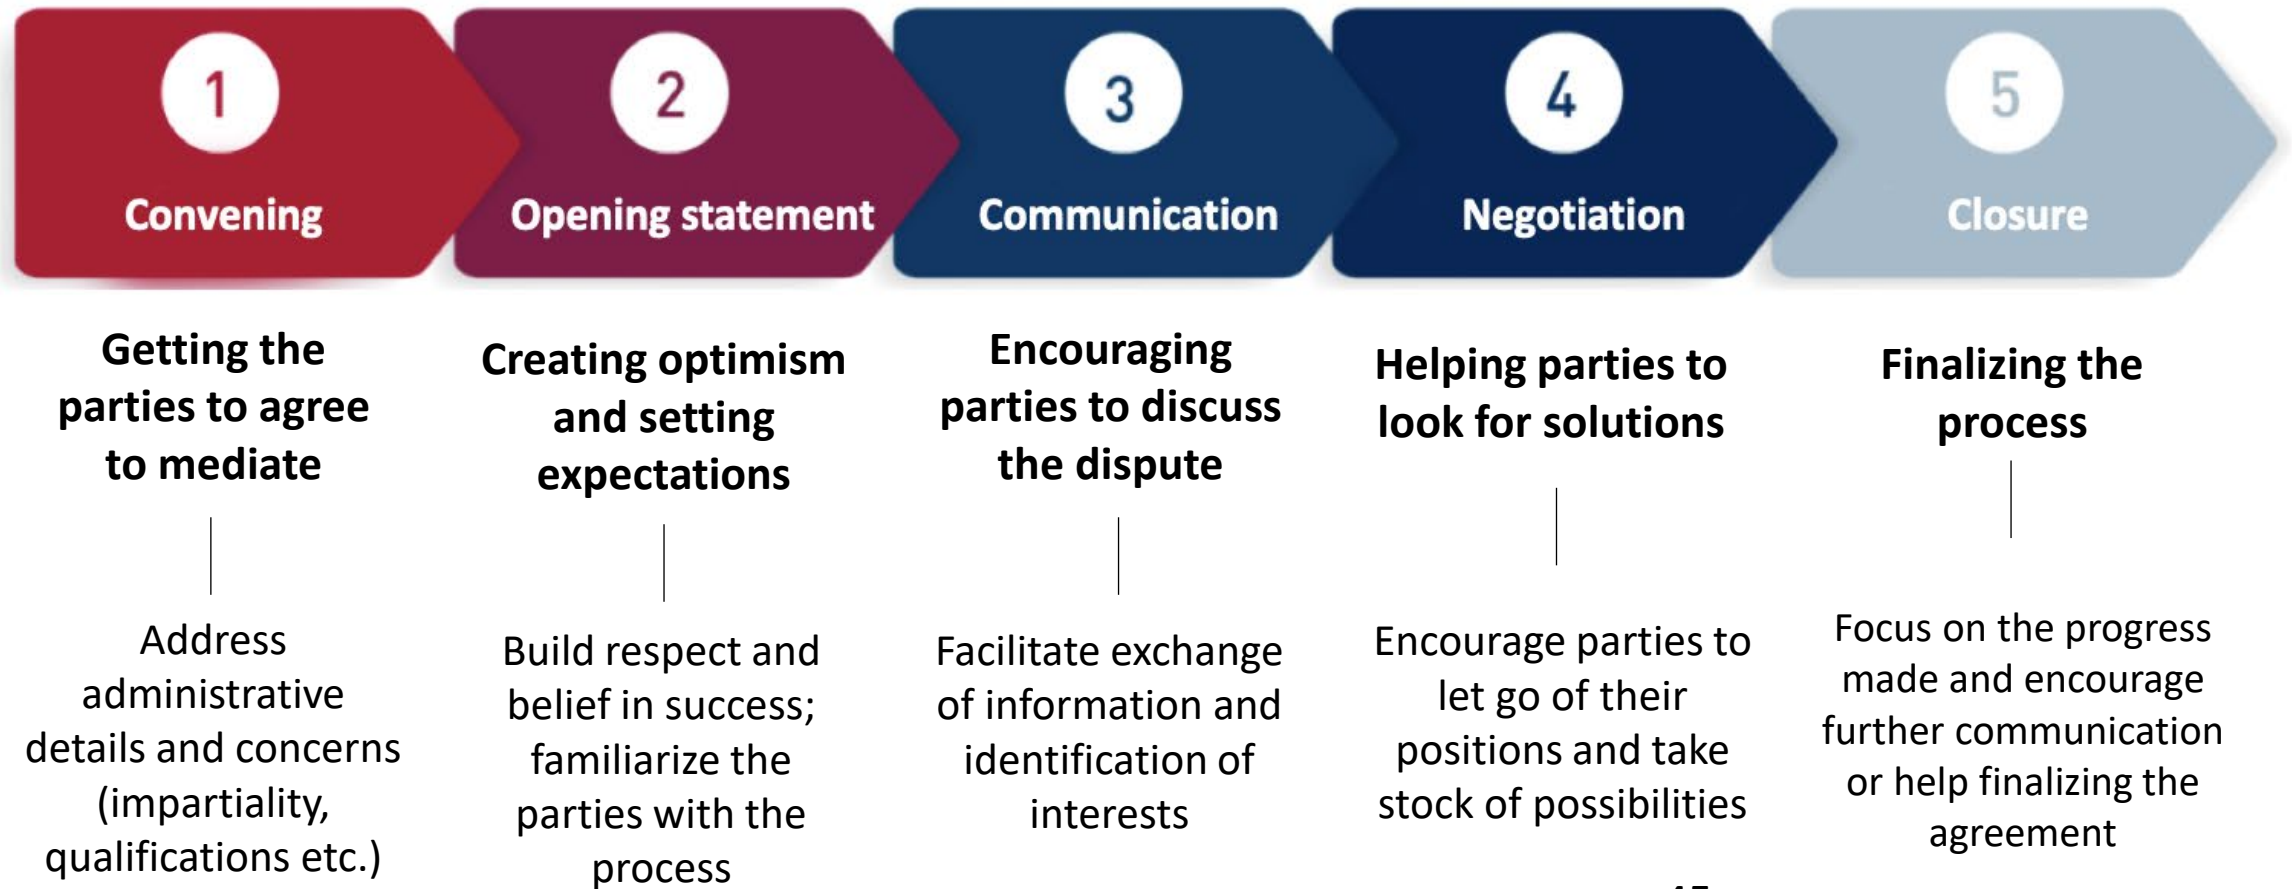 1
Convening
Getting the
parties to agree
to mediate
Address
administrative
details and concerns
(impartiality,
qualifications etc.)
2
Opening statement
Creating optimism
and setting
expectations
Build respect and
belief in success;
familiarize the
parties with the
process
3
Communication
Encouraging
parties to discuss
the dispute
Facilitate exchange
of information and
identification of
interests
4
Negotiation
Helping parties to
look for solutions
Encourage parties to
let go of their
positions and take
stock of possibilities
5
Closure
Finalizing the
process
Focus on the progress
made and encourage
further communication
or help finalizing the
agreement